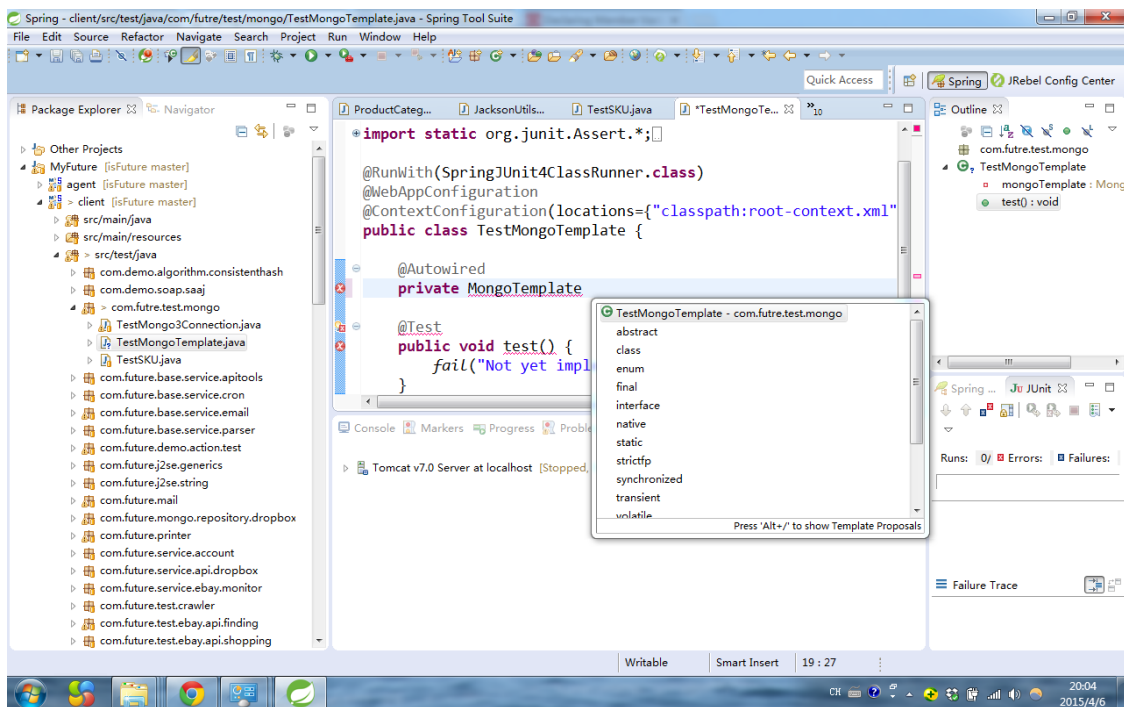 Spring - client/src/test/java/com/futre/test/mongo/TestMongoTemplate.java - Spring Tool Suite
File Edit Source Refactor Navigate Search Project Run Window Help
Quick Access
Spring
JRebel Config Center
Package Explorer
Navigator
Other Projects
MyFuture [isFuture master]
agent [isFuture master]
> client [isFuture master]
src/main/java
src/main/resources
> src/test/java
com.demo.algorithm.consistenthash
com.demo.soap.saaj
> com.futre.test.mongo
TestMongo3Connection.java
TestMongoTemplate.java
TestSKU.java
com.future.base.service.apitools
com.future.base.service.cron
com.future.base.service.email
com.future.base.service.parser
com.future.demo.action.test
com.future.j2se.generics
com.future.j2se.string
com.future.mail
com.future.mongo.repository.dropbox
com.future.printer
com.future.service.account
com.future.service.api.dropbox
com.future.service.ebay.monitor
com.future.test.crawler
com.future.test.ebay.api.finding
com.future.test.ebay.api.shopping
ProductCateg... JacksonUtils... TestSKU.java *TestMongoTe... »10
import static org.junit.Assert.*;
@RunWith(SpringJUnit4ClassRunner.class)
@WebAppConfiguration
@ContextConfiguration(locations={"classpath:root-context.xml"
public class TestMongoTemplate {
@Autowired
private MongoTemplate
@Test
public void test() {
fail("Not yet impl
}
TestMongoTemplate - com.futre.test.mongo
abstract
class
enum
final
interface
native
static
strictfp
synchronized
transient
volatile
Press 'Alt+/' to show Template Proposals
Console Markers Progress Proble
Tomcat v7.0 Server at localhost [Stopped,
Outline
com.futre.test.mongo
TestMongoTemplate
mongoTemplate : Mong
test() : void
Spring ... JUnit
Runs: 0/ Errors: Failures:
Failure Trace
Writable Smart Insert 19 : 27
CH
20:04
2015/4/6